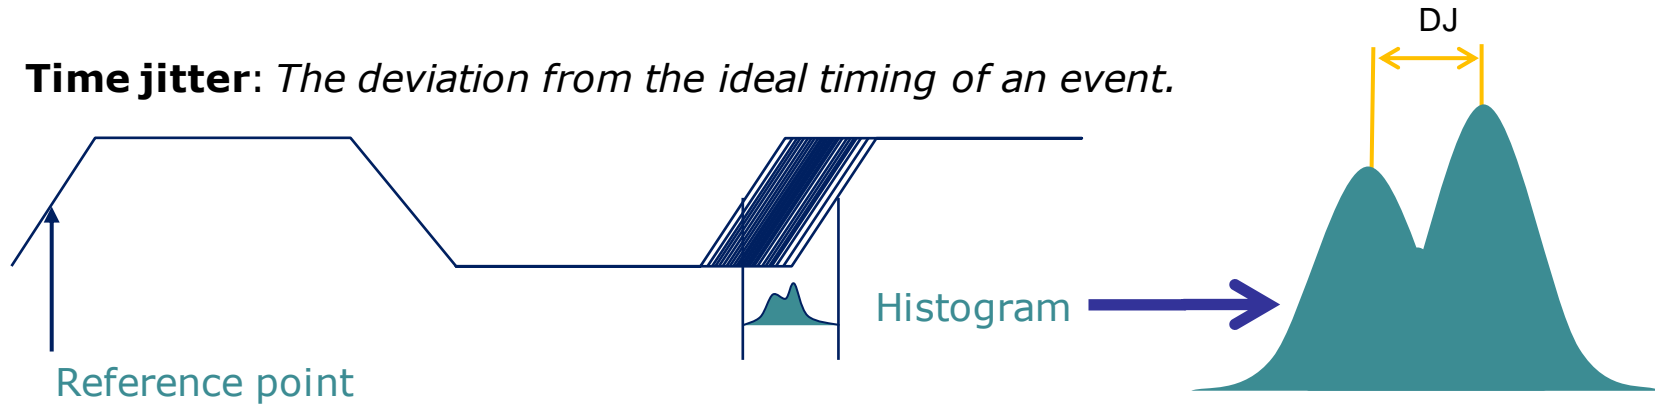 DJ
Time jitter: The deviation from the ideal timing of an event.
Histogram
Reference point